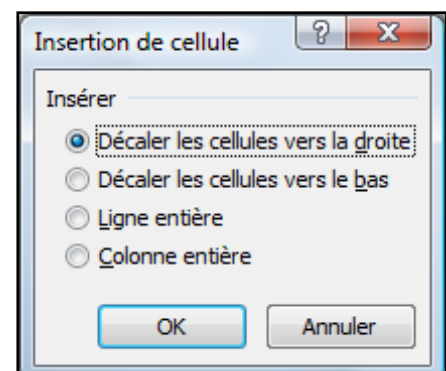 Insertion de cellule
Insérer
Décaler les cellules vers la droite
Décaler les cellules vers le bas
Ligne entière
Colonne entière
OK Annuler